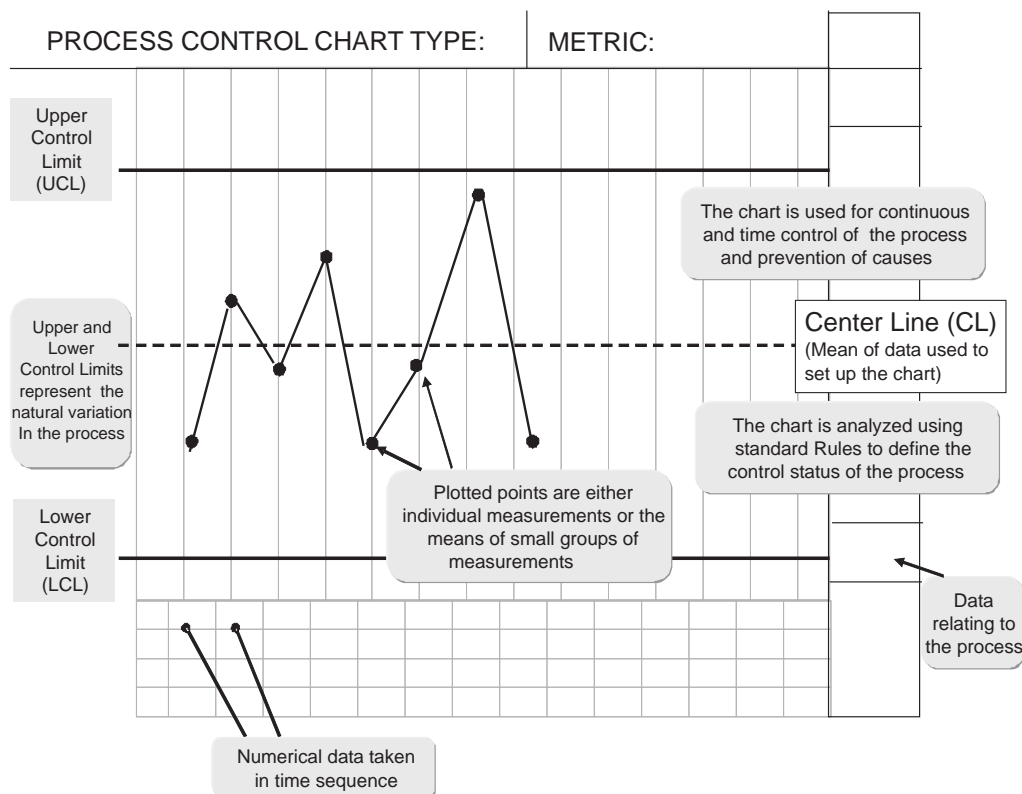 PROCESS CONTROL CHART TYPE:
METRIC:
Upper
Control
Limit
(UCL)
The chart is used for continuous
and time control of the process
and prevention of causes
Upper and
Lower
Control Limits
represent the
natural variation
In the process
Center Line (CL)
(Mean of data used to
set up the chart)
The chart is analyzed using
standard Rules to define the
control status of the process
Plotted points are either
individual measurements or the
means of small groups of
measurements
Lower
Control
Limit
(LCL)
Data
relating to
the process
Numerical data taken
in time sequence